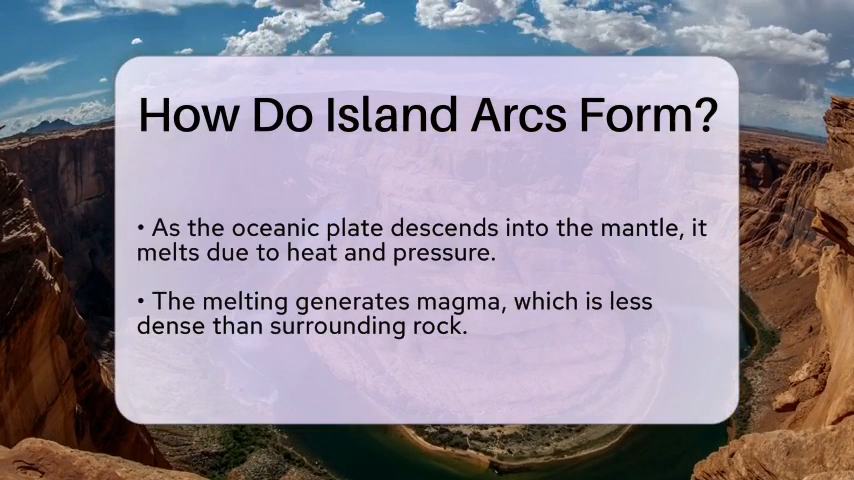 How Do Island Arcs Form?
• As the oceanic plate descends into the mantle, it
melts due to heat and pressure.
• The melting generates magma, which is less
dense than surrounding rock.